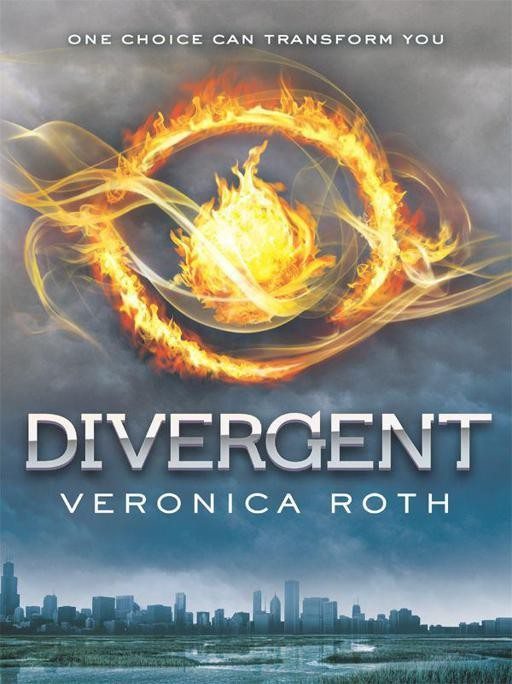 ONE CHOICE CAN TRANSFORM YOU
DIVERGENT
VERONICA ROTH